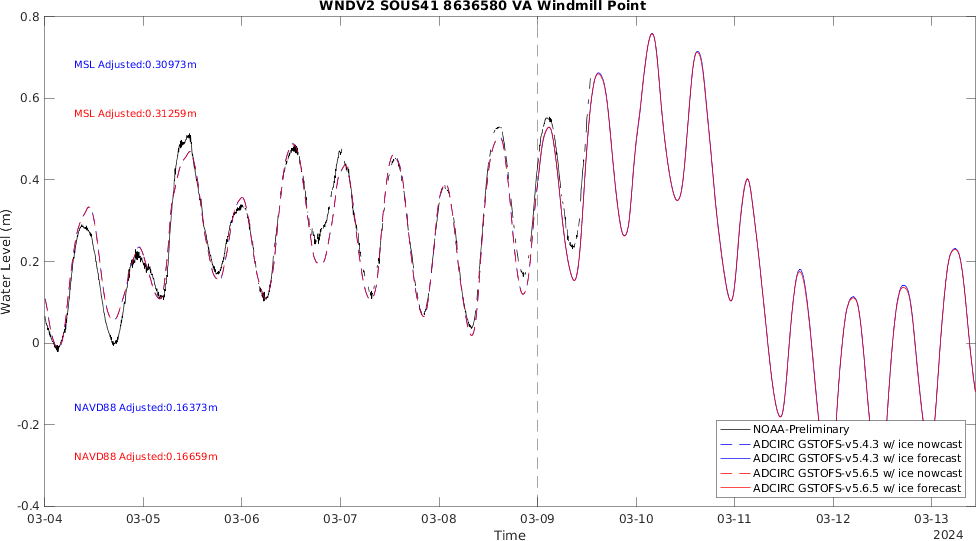 WNDV2 SOUS41 8636580 VA Windmill Point
0.8
0.6
0.4
0.2
0
-0.2
-0.4
Water Level (m)
MSL Adjusted:0.30973m
MSL Adjusted:0.31259m
NAVD88 Adjusted:0.16373m
NAVD88 Adjusted:0.16659m
NOAA-Preliminary
ADCIRC GSTOFS-v5.4.3 w/ ice nowcast
ADCIRC GSTOFS-v5.4.3 w/ ice forecast
ADCIRC GSTOFS-v5.6.5 w/ ice nowcast
ADCIRC GSTOFS-v5.6.5 w/ ice forecast
03-04 03-05 03-06 03-07 03-08 03-09 03-10 03-11 03-12 03-13
Time
2024